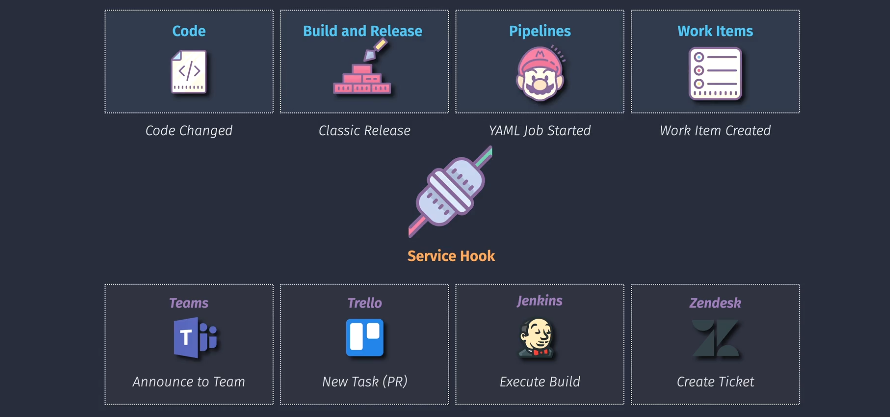 Code
Build and Release
Pipelines
Work Items
</>
Code Changed
Classic Release
YAML Job Started
Work Item Created
Service Hook
Teams
Trello
Jenkins
Zendesk
T
Announce to Team
New Task (PR)
Execute Build
Create Ticket